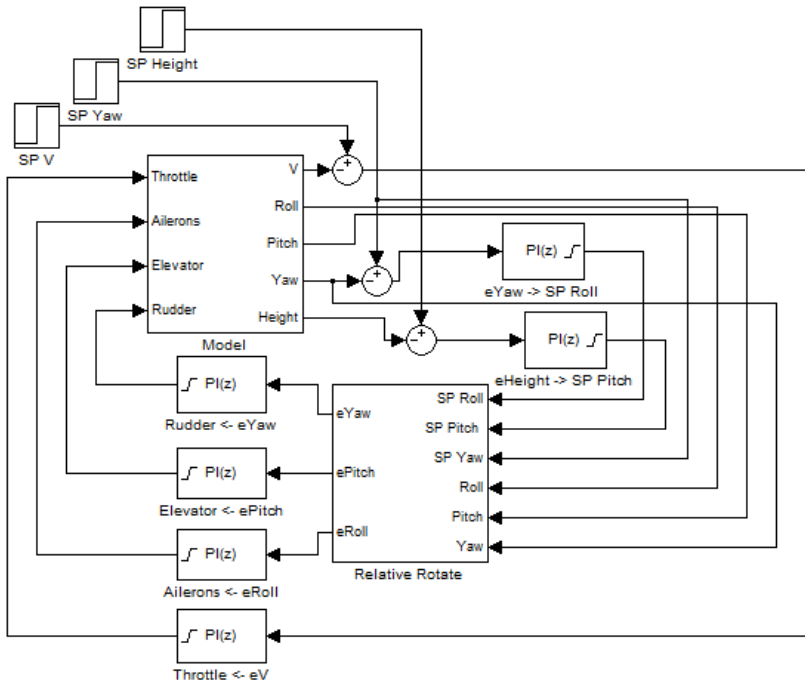 SP Height
SP Yaw
SP V
+
-
Throttle
V
Ailerons
Roll
Elevator
Pitch
Rudder
Yaw
Height
Model
+
-
PI(z)
eYaw -> SP Roll
+
-
PI(z)
eHeight -> SP Pitch
PI(z)
Rudder <- eYaw
PI(z)
Elevator <- ePitch
PI(z)
Ailerons <- eRoll
PI(z)
Throttle <- eV
eYaw
ePitch
eRoll
SP Roll
SP Pitch
SP Yaw
Roll
Pitch
Yaw
Relative Rotate